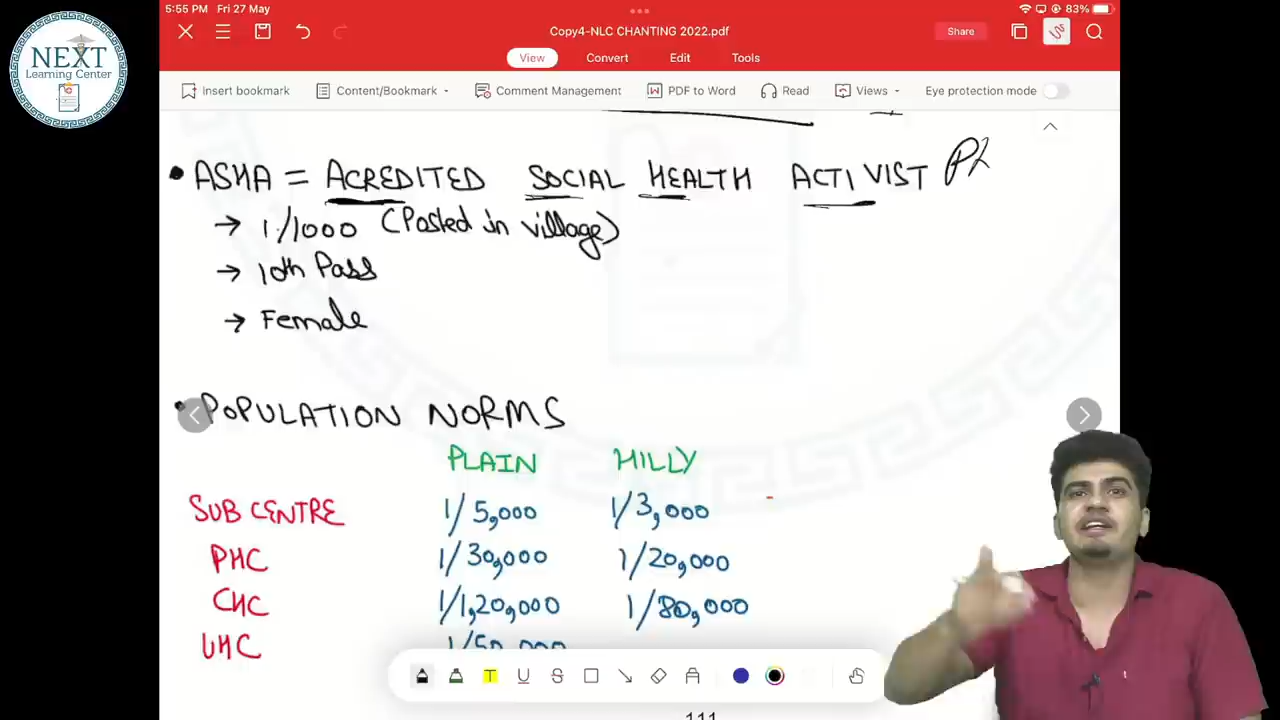 5:55 PM Fri 27 May
83%
NEXT
Learning Center
Copy4-NLC CHANTING 2022.pdf
Share
View Convert Edit Tools
Insert bookmark Content/Bookmark Comment Management PDF to Word Read Views Eye protection mode
• ASHA = ACREDITED SOCIAL HEALTH ACTIVIST
→ 1/1000 (Posted in village)
→ 10th Pass
→ Female
• POPULATION NORMS
PLAIN HILLY
SUB CENTRE 1/5,000 1/3,000
PHC 1/30,000 1/20,000
CHC 1/1,20,000 1/80,000
UHC 1/50,000
T U S A
111